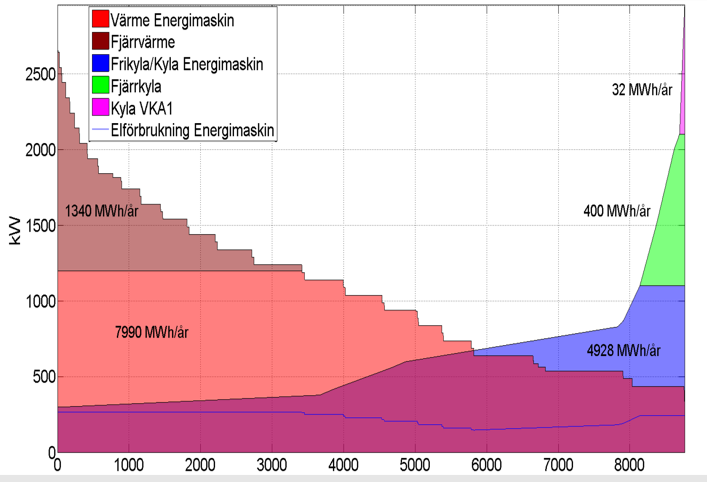 Värme Energimaskin
Fjärrvärme
Frikyla/Kyla Energimaskin
Fjärrkyla
Kyla VKA1
Elförbrukning Energimaskin
32 MWh/år
400 MWh/år
1340 MWh/år
7990 MWh/år
4928 MWh/år
kW
2500
2000
1500
1000
500
0
0 1000 2000 3000 4000 5000 6000 7000 8000